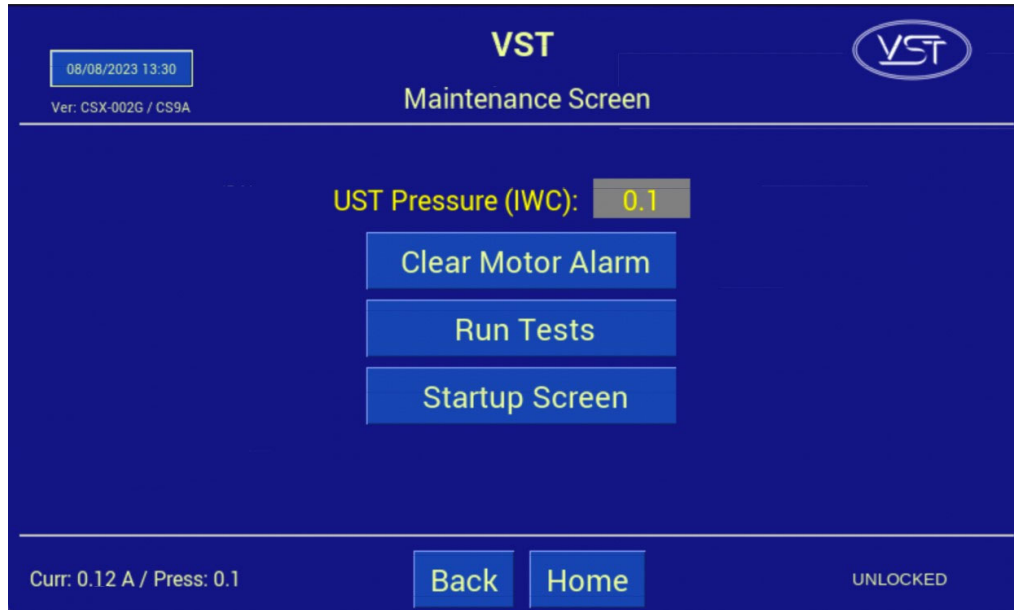 VST
VST
08/08/2023 13:30
Ver: CSX-002G / CS9A
Maintenance Screen
UST Pressure (IWC): 0.1
Clear Motor Alarm
Run Tests
Startup Screen
Curr: 0.12 A / Press: 0.1
Back
Home
UNLOCKED